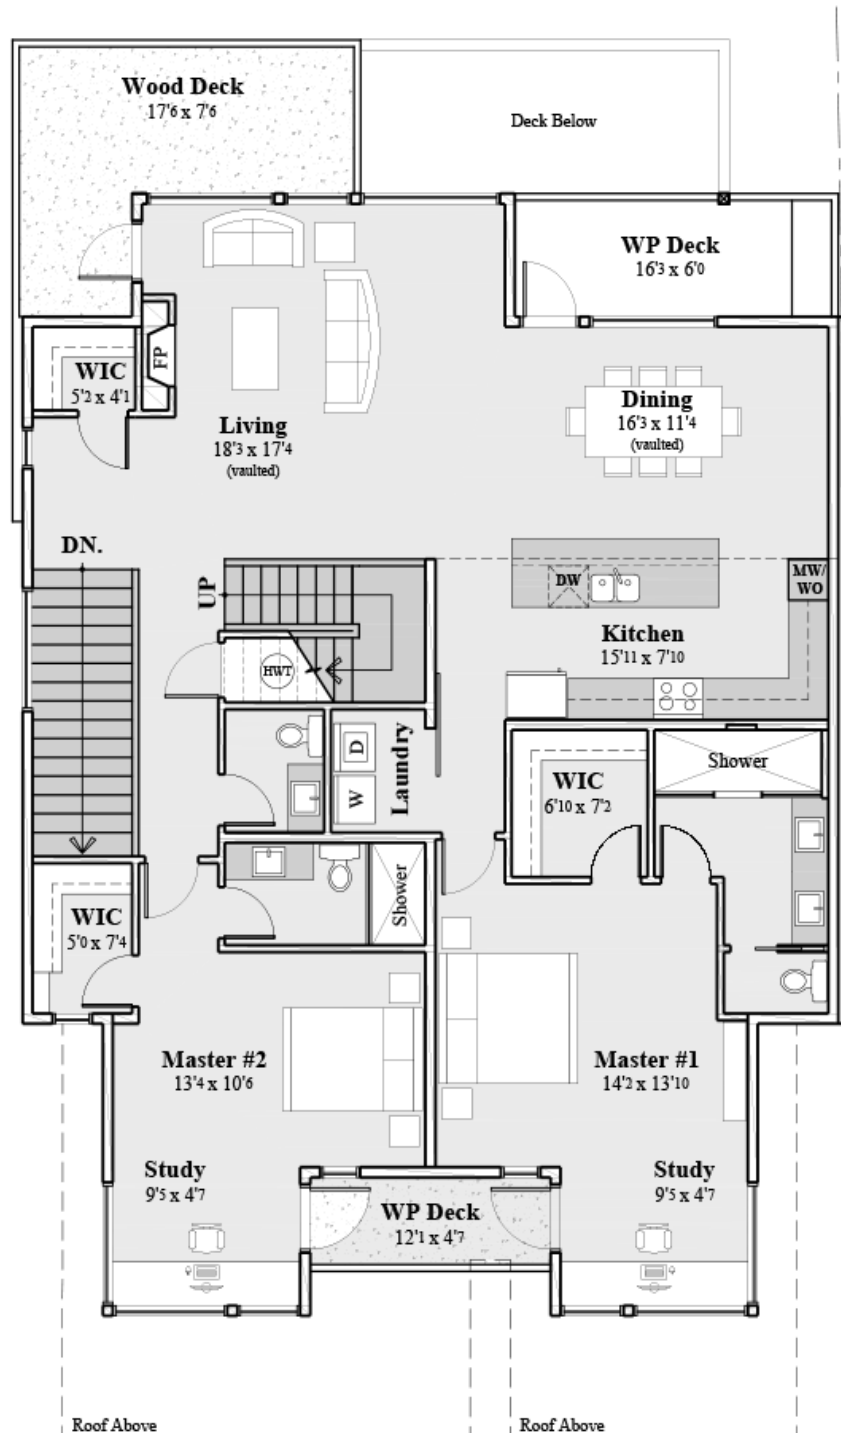 Wood Deck
17'6 x 7'6
Deck Below
WP Deck
16'3 x 6'0
FP
WIC
5'2 x 4'1
Dining
16'3 x 11'4
(vaulted)
Living
18'3 x 17'4
(vaulted)
DN.
UP
DW
MW/
WO
Kitchen
15'11 x 7'10
HWT
D
W
Laundry
Shower
WIC
6'10 x 7'2
Shower
WIC
5'0 x 7'4
Master #2
13'4 x 10'6
Master #1
14'2 x 13'10
Study
9'5 x 4'7
Study
9'5 x 4'7
WP Deck
12'1 x 4'7
Roof Above
Roof Above